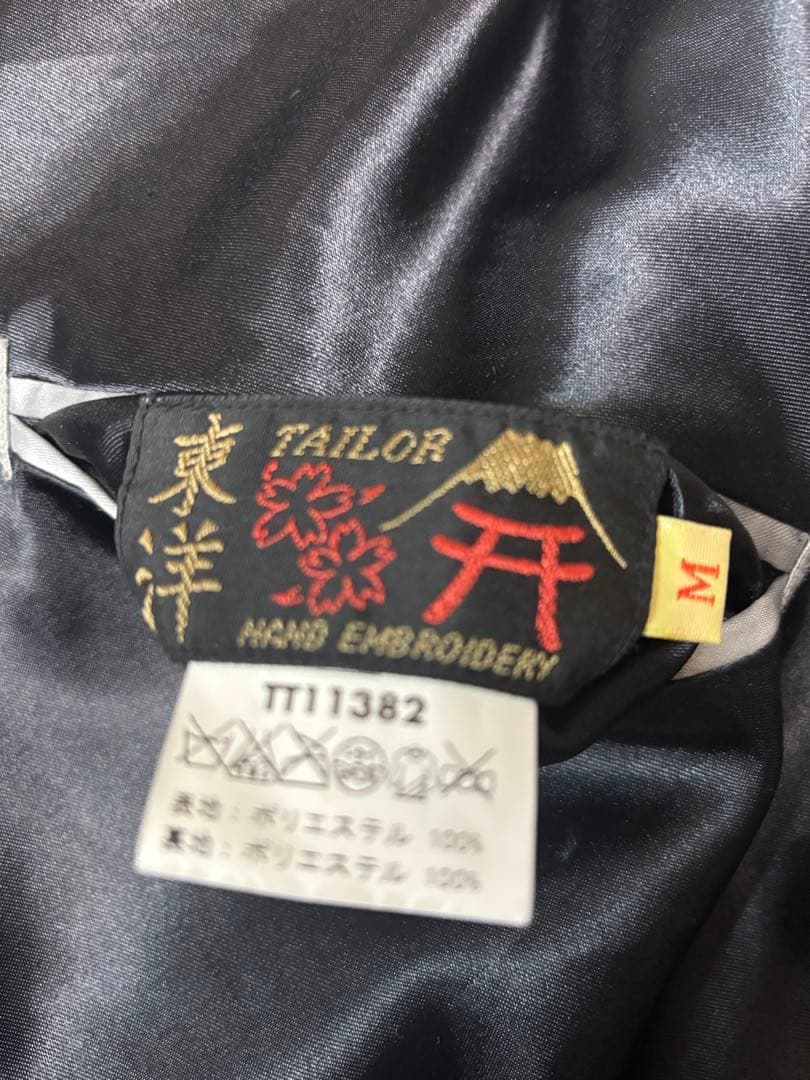 東洋
TAILOR
HAND EMBROIDERY
M
TT11382
表地：ポリエステル 100%
裏地：ポリエステル 100%